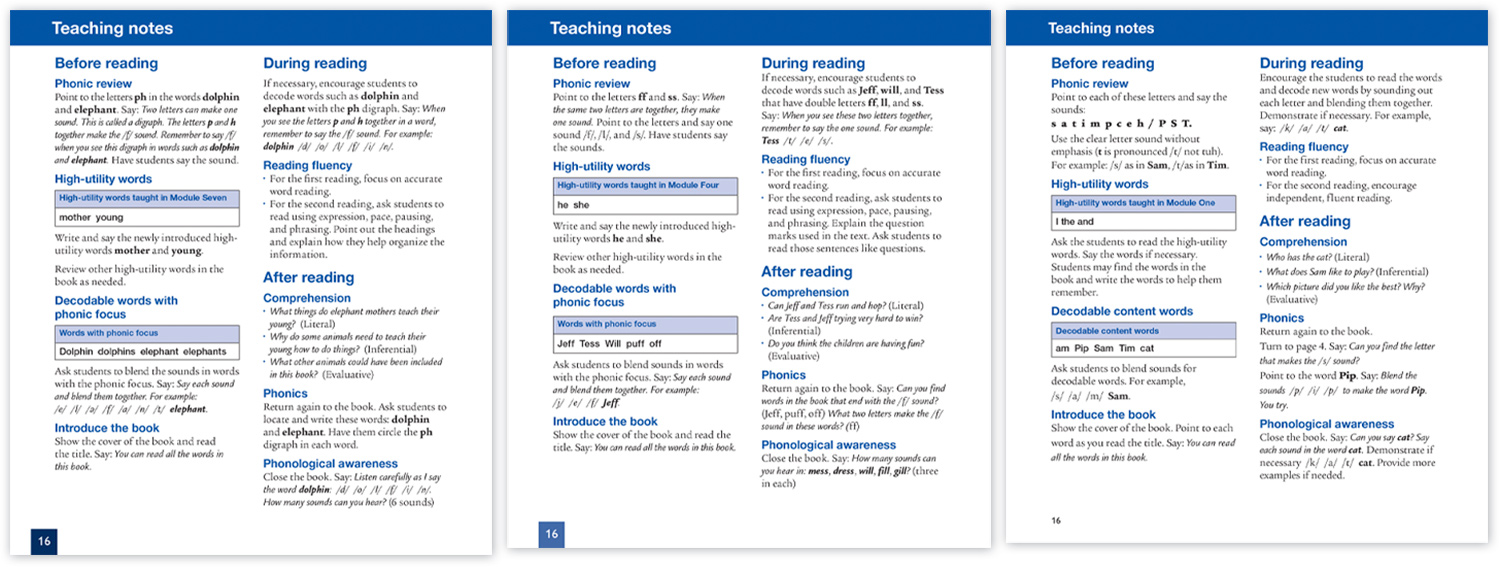 Teaching notes
Before reading
Phonic review
Point to the letters ph in the words dolphin
and elephant. Say: Two letters can make one
sound. This is called a digraph. The letters p and h
together make the /f/ sound. Remember to say /f/
when you see this digraph in words such as dolphin
and elephant. Have students say the sound.
High-utility words
High-utility words taught in Module Seven
mother young
Write and say the newly introduced high-
utility words mother and young.
Review other high-utility words in the
book as needed.
Decodable words with
phonic focus
Words with phonic focus
Dolphin dolphins elephant elephants
Ask students to blend the sounds in words
with the phonic focus. Say: Say each sound
and blend them together. For example:
/e/ /l/ /a/ /f/ /a/ /n/ /t/ elephant.
Introduce the book
Show the cover of the book and read
the title. Say: You can read all the words in
this book.
During reading
If necessary, encourage students to
decode words such as dolphin and
elephant with the ph digraph. Say: When
you see the letters p and h together in a word,
remember to say the /f/ sound. For example:
dolphin /d/ /o/ /l/ /f/ /i/ /n/.
Reading fluency
• For the first reading, focus on accurate
word reading.
• For the second reading, ask students to
read using expression, pace, pausing,
and phrasing. Point out the headings
and explain how they help organize the
information.
After reading
Comprehension
• What things do elephant mothers teach their
young? (Literal)
• Why do some animals need to teach their
young how to do things? (Inferential)
• What other animals could have been included
in this book? (Evaluative)
Phonics
Return again to the book. Ask students to
locate and write these words: dolphin
and elephant. Have them circle the ph
digraph in each word.
Phonological awareness
Close the book. Say: Listen carefully as I say
the word dolphin: /d/ /o/ /l/ /f/ /i/ /n/.
How many sounds can you hear? (6 sounds)
16
Teaching notes
Before reading
Phonic review
Point to the letters ff and ss. Say: When
the same two letters are together, they make
one sound. Point to the letters and say one
sound /f/, /l/, and /s/. Have students say
the sounds.
High-utility words
High-utility words taught in Module Four
he she
Write and say the newly introduced high-
utility words he and she.
Review other high-utility words in the
book as needed.
Decodable words with
phonic focus
Words with phonic focus
Jeff Tess Will puff off
Ask students to blend sounds in words
with the phonic focus. Say: Say each sound
and blend them together. For example:
/j/ /e/ /f/ Jeff.
Introduce the book
Show the cover of the book and read the
title. Say: You can read all the words in this book.
During reading
If necessary, encourage students to
decode words such as Jeff, will, and Tess
that have double letters ff, ll, and ss.
Say: When you see these two letters together,
remember to say the one sound. For example:
Tess /t/ /e/ /s/.
Reading fluency
• For the first reading, focus on accurate
word reading.
• For the second reading, ask students to
read using expression, pace, pausing,
and phrasing. Explain the question
marks used in the text. Ask students to
read those sentences like questions.
After reading
Comprehension
• Can Jeff and Tess run and hop? (Literal)
• Are Tess and Jeff trying very hard to win?
(Inferential)
• Do you think the children are having fun?
(Evaluative)
Phonics
Return again to the book. Say: Can you find
words in the book that end with the /f/ sound?
(Jeff, puff, off) What two letters make the /f/
sound in these words? (ff)
Phonological awareness
Close the book. Say: How many sounds can
you hear in: mess, dress, will, fill, gill? (three
in each)
16
Teaching notes
Before reading
Phonic review
Point to each of these letters and say the
sounds:
s a t i m p c e h / P S T.
Use the clear letter sound without
emphasis (t is pronounced /t/ not tuh).
For example: /s/ as in Sam, /t/as in Tim.
High-utility words
High-utility words taught in Module One
I the and
Ask the students to read the high-utility
words. Say the words if necessary.
Students may find the words in the
book and write the words to help them
remember.
Decodable content words
Decodable content words
am Pip Sam Tim cat
Ask students to blend sounds for
decodable words. For example,
/s/ /a/ /m/ Sam.
Introduce the book
Show the cover of the book. Point to each
word as you read the title. Say: You can read
all the words in this book.
During reading
Encourage the students to read the words
and decode new words by sounding out
each letter and blending them together.
Demonstrate if necessary. For example,
say: /k/ /a/ /t/ cat.
Reading fluency
• For the first reading, focus on accurate
word reading.
• For the second reading, encourage
independent, fluent reading.
After reading
Comprehension
• Who has the cat? (Literal)
• What does Sam like to play? (Inferential)
• Which picture did you like the best? Why?
(Evaluative)
Phonics
Return again to the book.
Turn to page 4. Say: Can you find the letter
that makes the /s/ sound?
Point to the word Pip. Say: Blend the
sounds /p/ /i/ /p/ to make the word Pip.
You try.
Phonological awareness
Close the book. Say: Can you say cat? Say
each sound in the word cat. Demonstrate if
necessary /k/ /a/ /t/ cat. Provide more
examples if needed.
16